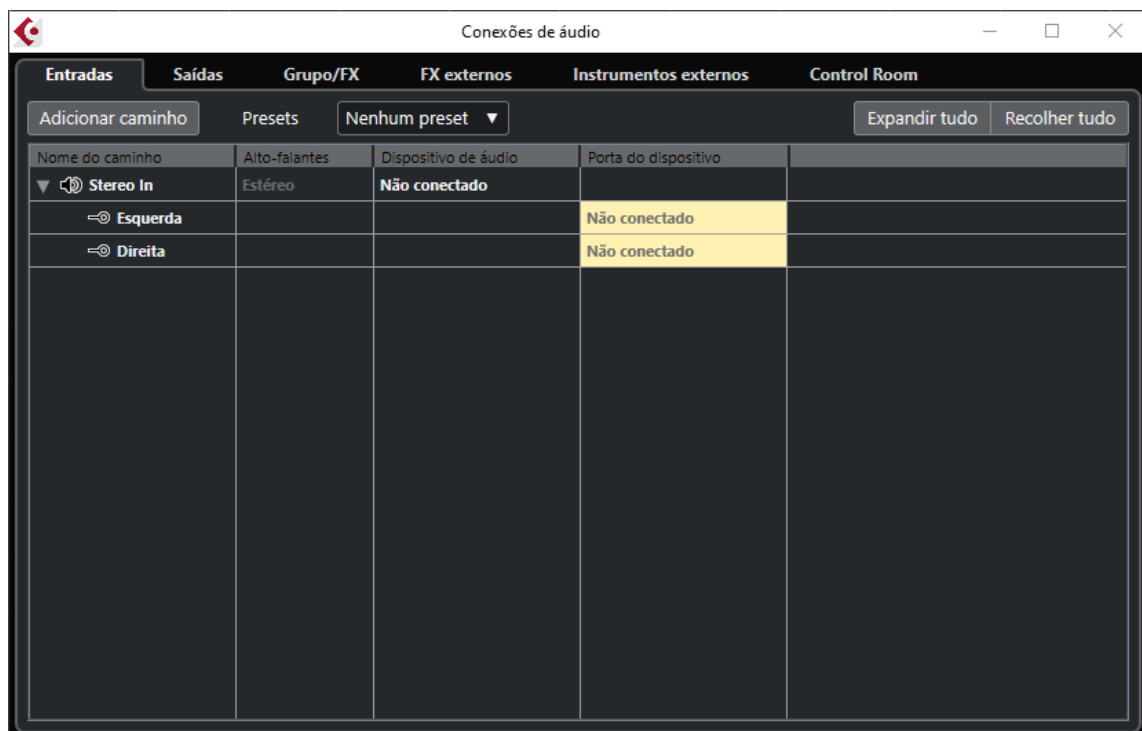 Conexões de áudio
Entradas Saídas Grupo/FX FX externos Instrumentos externos Control Room
Adicionar caminho Presets Nenhum preset Expandir tudo Recolher tudo
Nome do caminho Alto-falantes Dispositivo de áudio Porta do dispositivo
Stereo In Estéreo Não conectado
Esquerda Não conectado
Direita Não conectado